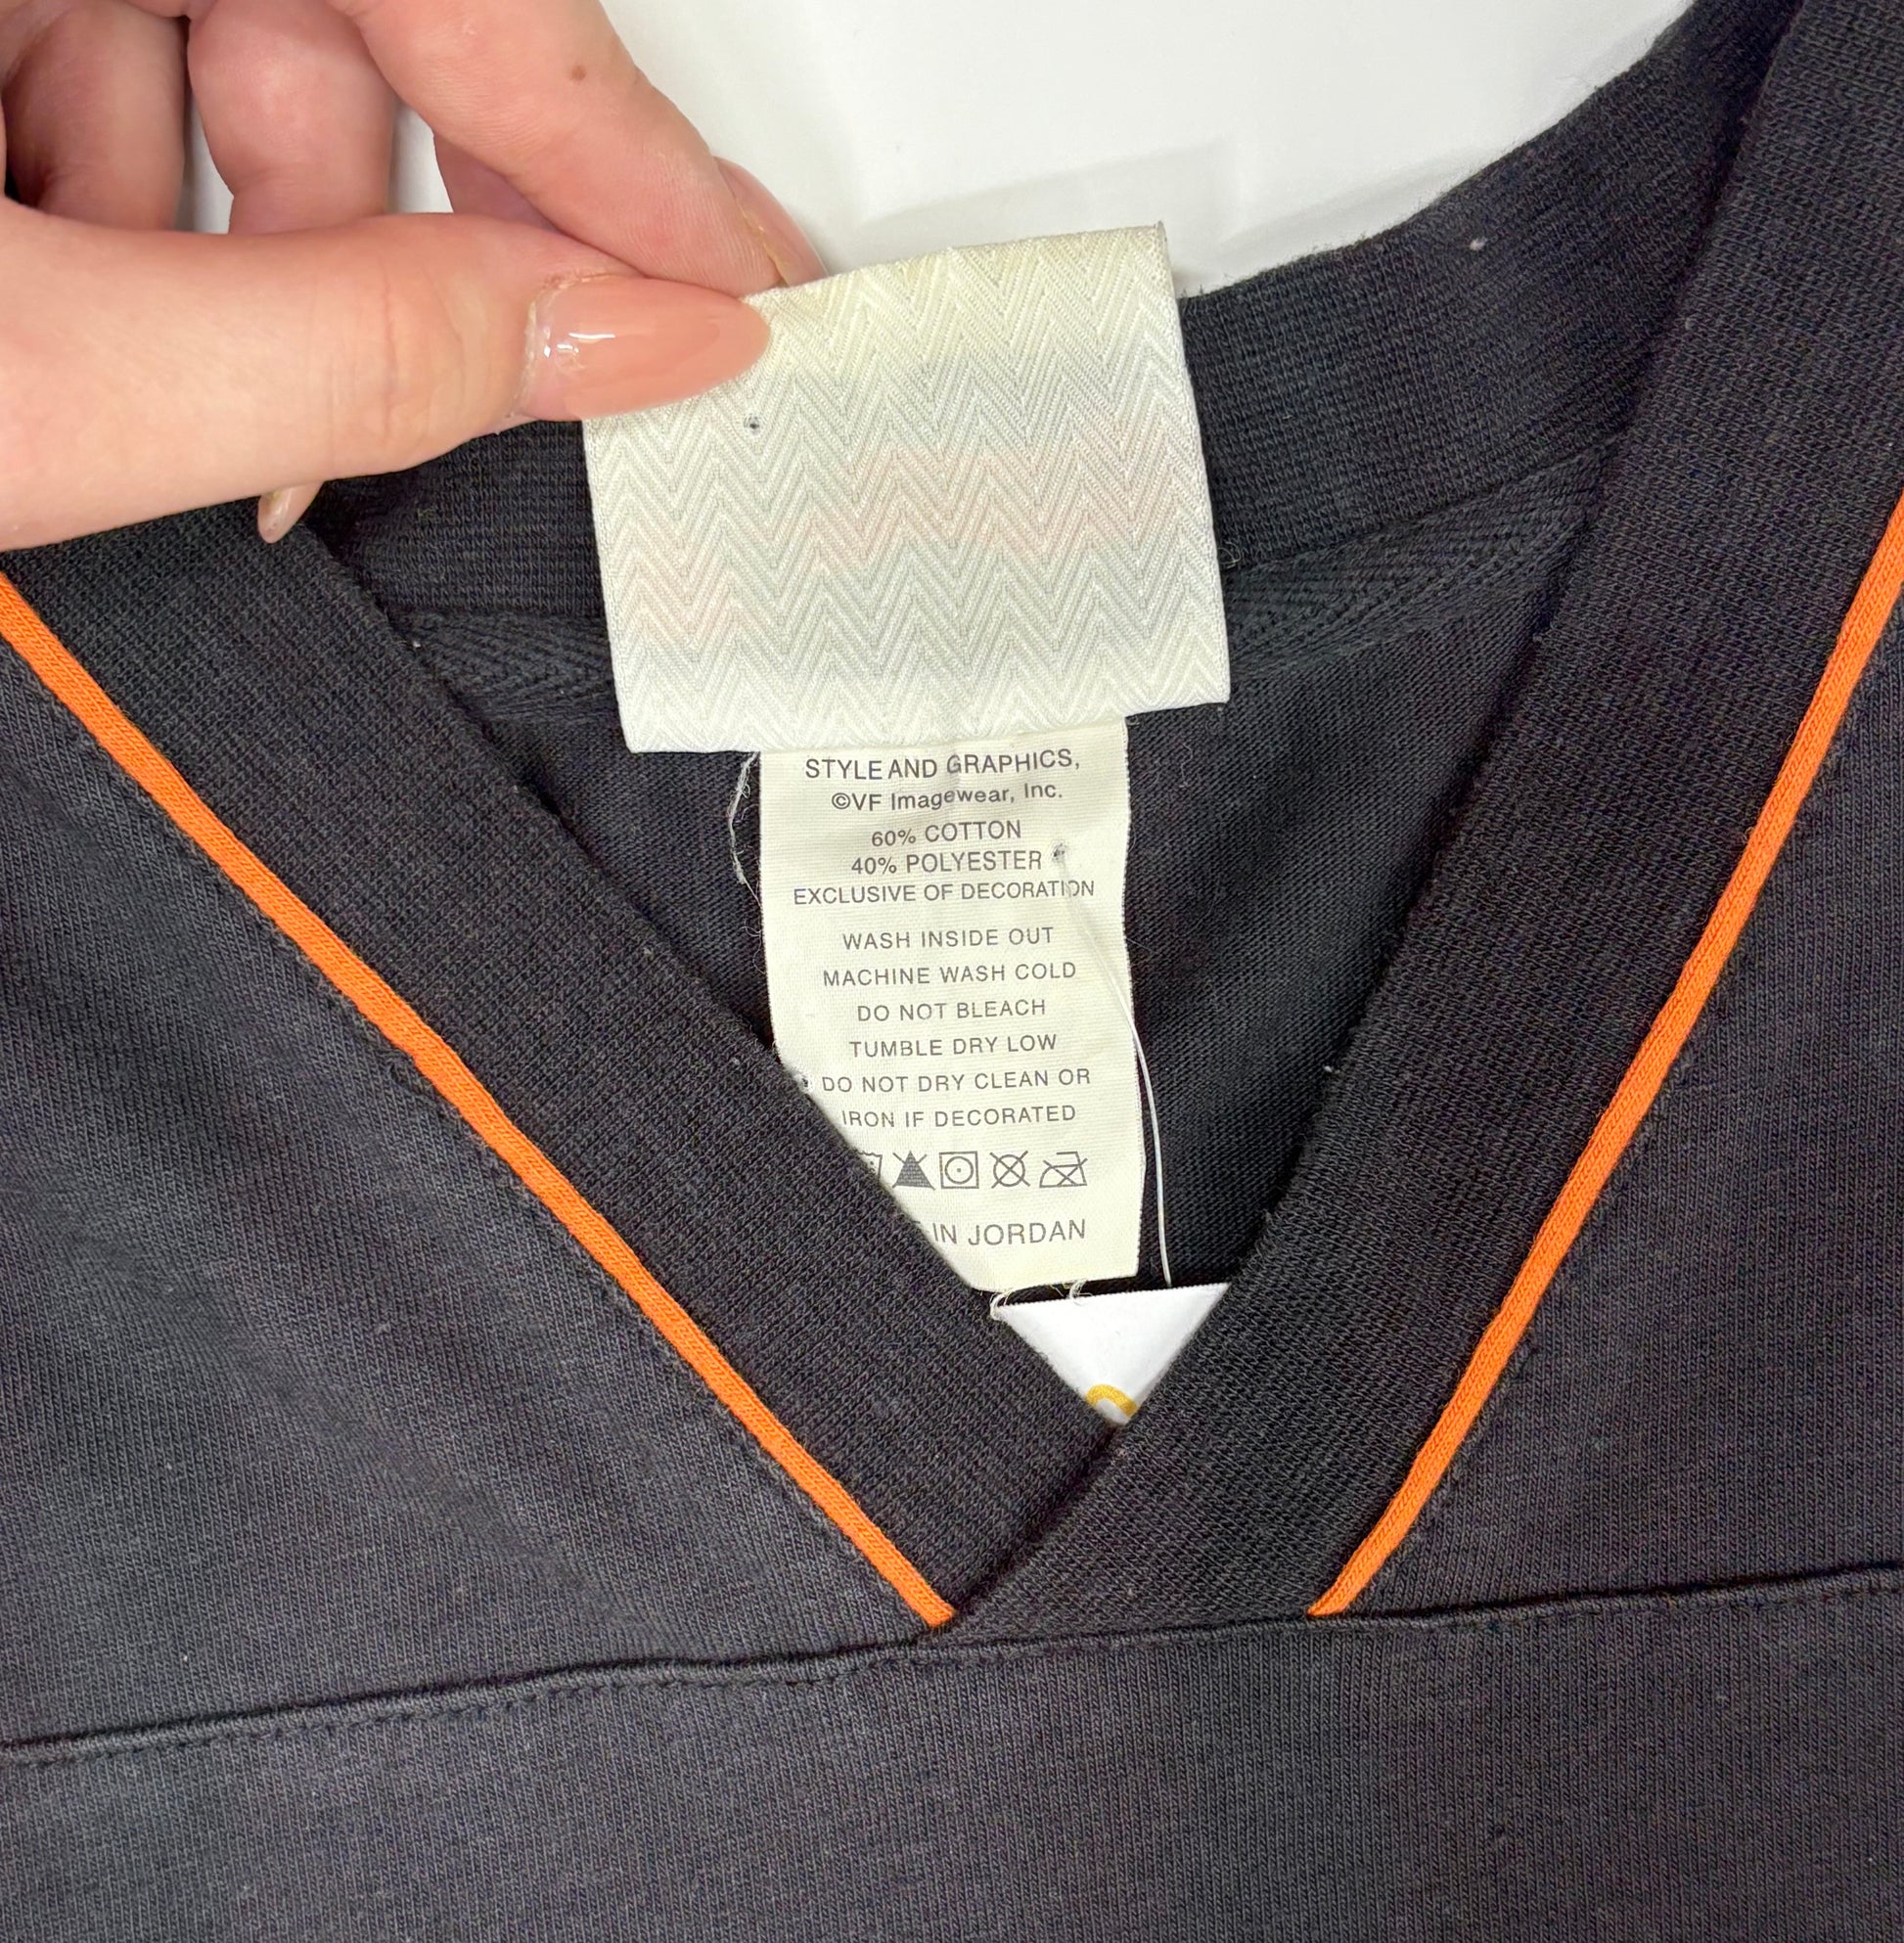 STYLE AND GRAPHICS,
©VF Imagewear, Inc.
60% COTTON
40% POLYESTER
EXCLUSIVE OF DECORATION
WASH INSIDE OUT
MACHINE WASH COLD
DO NOT BLEACH
TUMBLE DRY LOW
DO NOT DRY CLEAN OR
IRON IF DECORATED
IN JORDAN